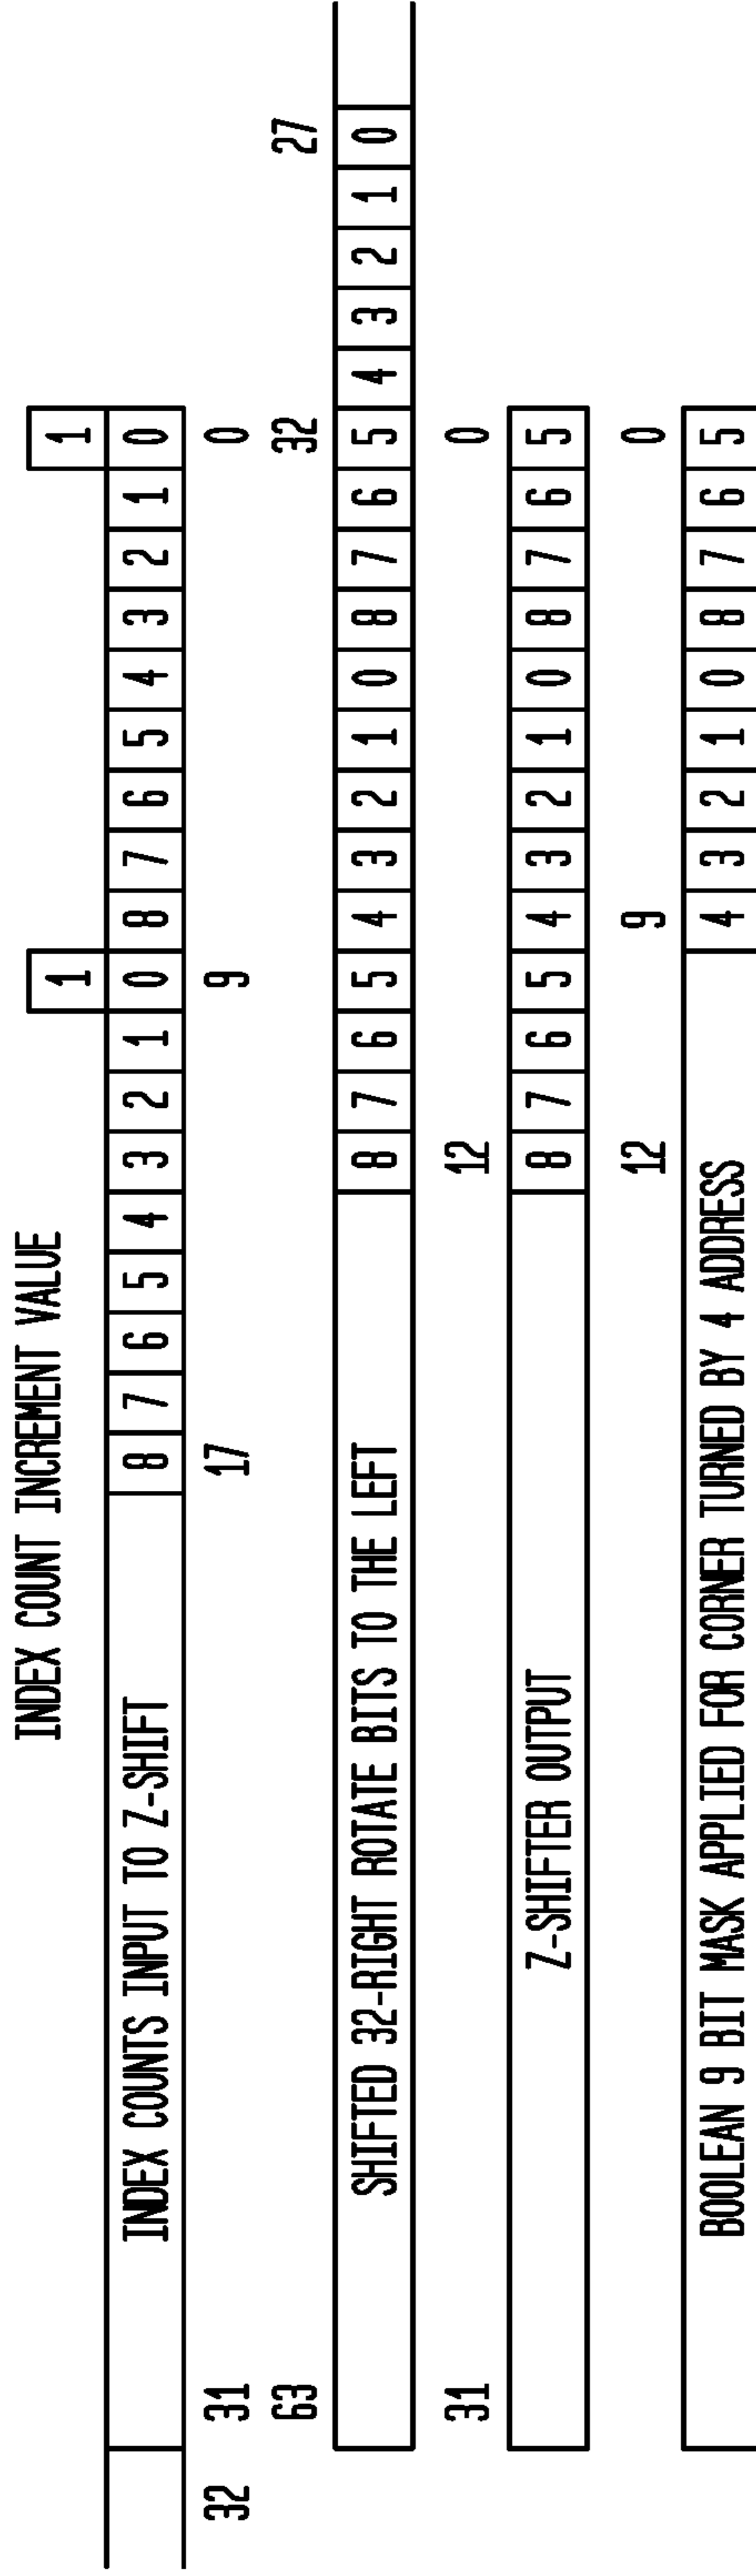 INDEX COUNT INCREMENT VALUE
1 1
INDEX COUNTS INPUT TO Z-SHIFT 8 7 6 5 4 3 2 1 0 8 7 6 5 4 3 2 1 0
32 31 17 9 0
63 32 27
SHIFTED 32-RIGHT ROTATE BITS TO THE LEFT 8 7 6 5 4 3 2 1 0 8 7 6 5 4 3 2 1 0
31 12 0
Z-SHIFTER OUTPUT 8 7 6 5 4 3 2 1 0 8 7 6 5
12 9 0
BOOLEAN 9 BIT MASK APPLIED FOR CORNER TURNED BY 4 ADDRESS 4 3 2 1 0 8 7 6 5